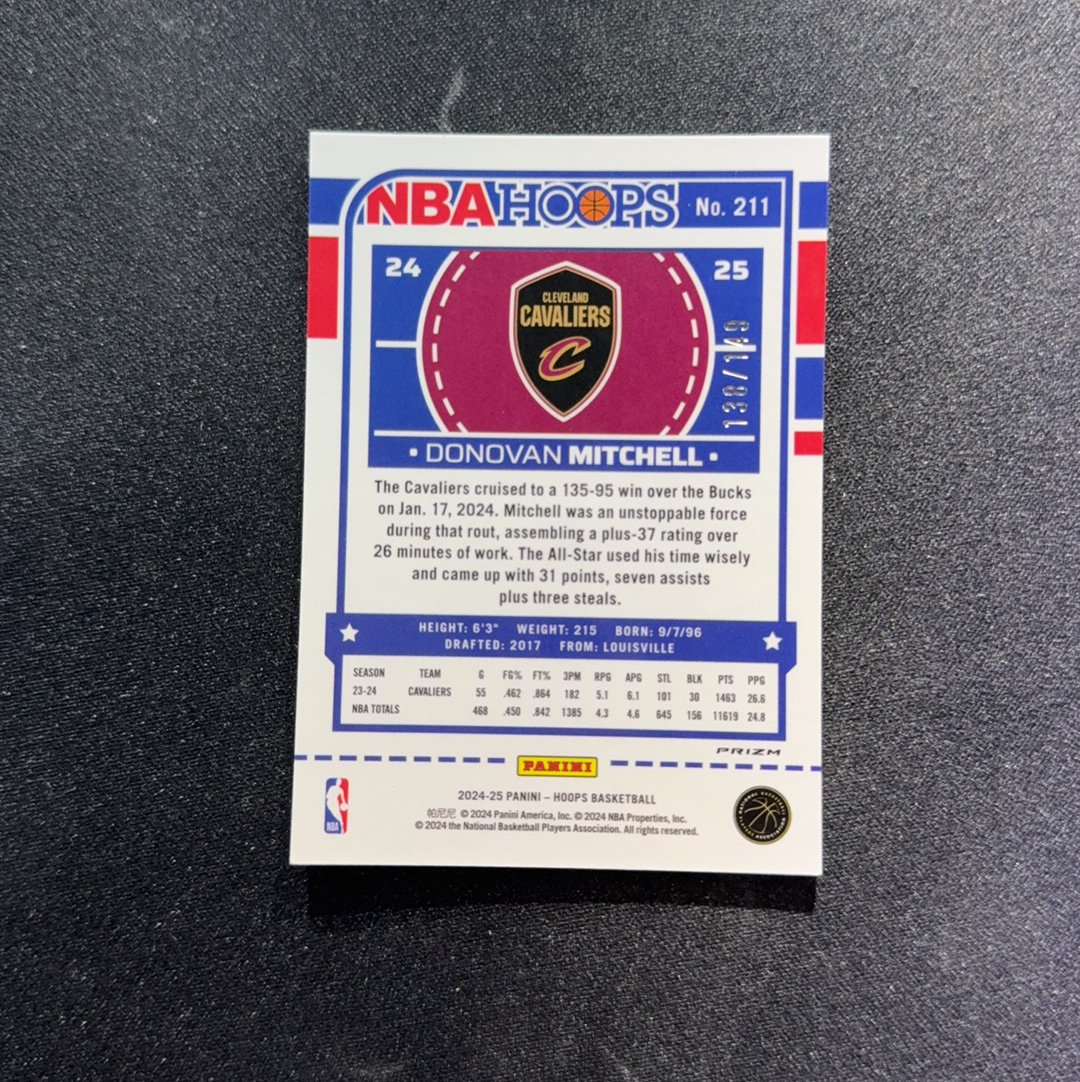 NBA HOOPS No. 211
24 25
CLEVELAND
CAVALIERS
C
138/149
• DONOVAN MITCHELL •
The Cavaliers cruised to a 135-95 win over the Bucks
on Jan. 17, 2024. Mitchell was an unstoppable force
during that rout, assembling a plus-37 rating over
26 minutes of work. The All-Star used his time wisely
and came up with 31 points, seven assists
plus three steals.
HEIGHT: 6'3" WEIGHT: 215 BORN: 9/7/96
DRAFTED: 2017 FROM: LOUISVILLE
SEASON TEAM G FG% FT% 3PM RPG APG STL BLK PTS PPG
23-24 CAVALIERS 55 .462 .864 182 5.1 6.1 101 30 1463 26.6
NBA TOTALS 468 .450 .842 1385 4.3 4.6 645 156 11619 24.8
PRIZM
PANINI
2024-25 PANINI – HOOPS BASKETBALL
帕尼尼 © 2024 Panini America, Inc. © 2024 NBA Properties, Inc.
© 2024 the National Basketball Players Association. All rights reserved.
NBA
NATIONAL BASKETBALL PLAYERS ASSOCIATION